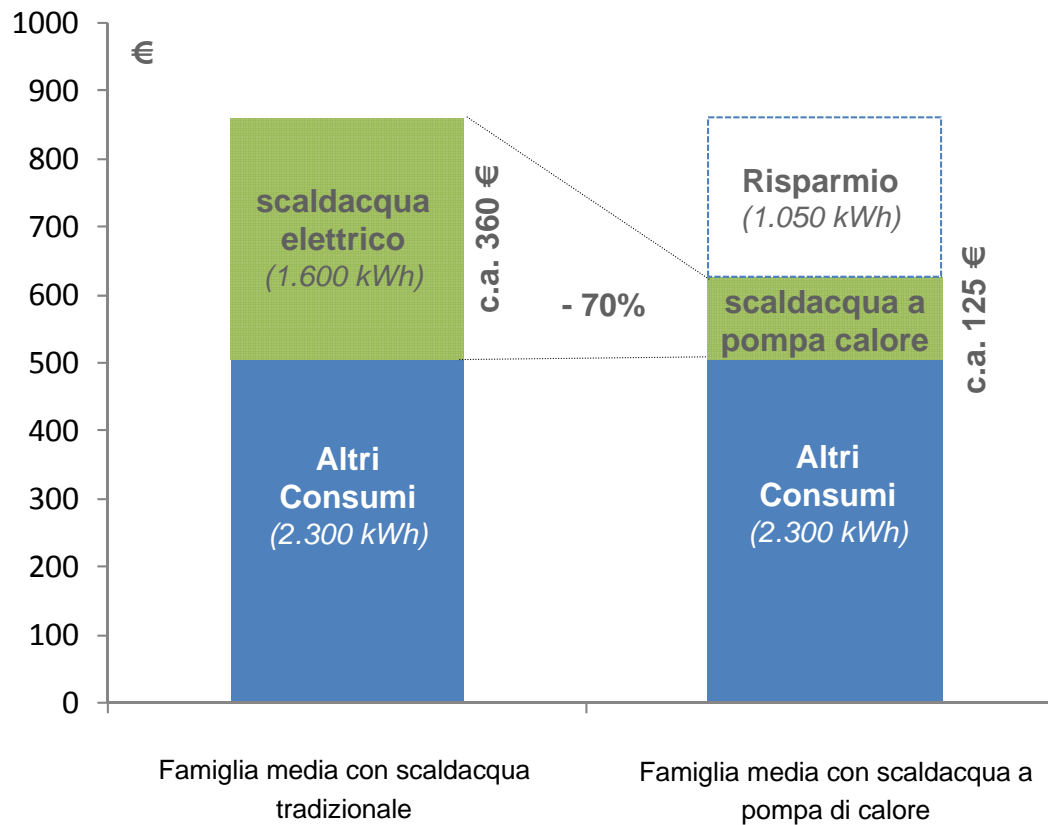 1000
900
800
700
600
500
400
300
200
100
0
€
scaldacqua
elettrico
(1.600 kWh)
c.a. 360 €
Altri
Consumi
(2.300 kWh)
- 70%
Risparmio
(1.050 kWh)
scaldacqua a
pompa calore
c.a. 125 €
Altri
Consumi
(2.300 kWh)
Famiglia media con scaldacqua
tradizionale
Famiglia media con scaldacqua a
pompa di calore